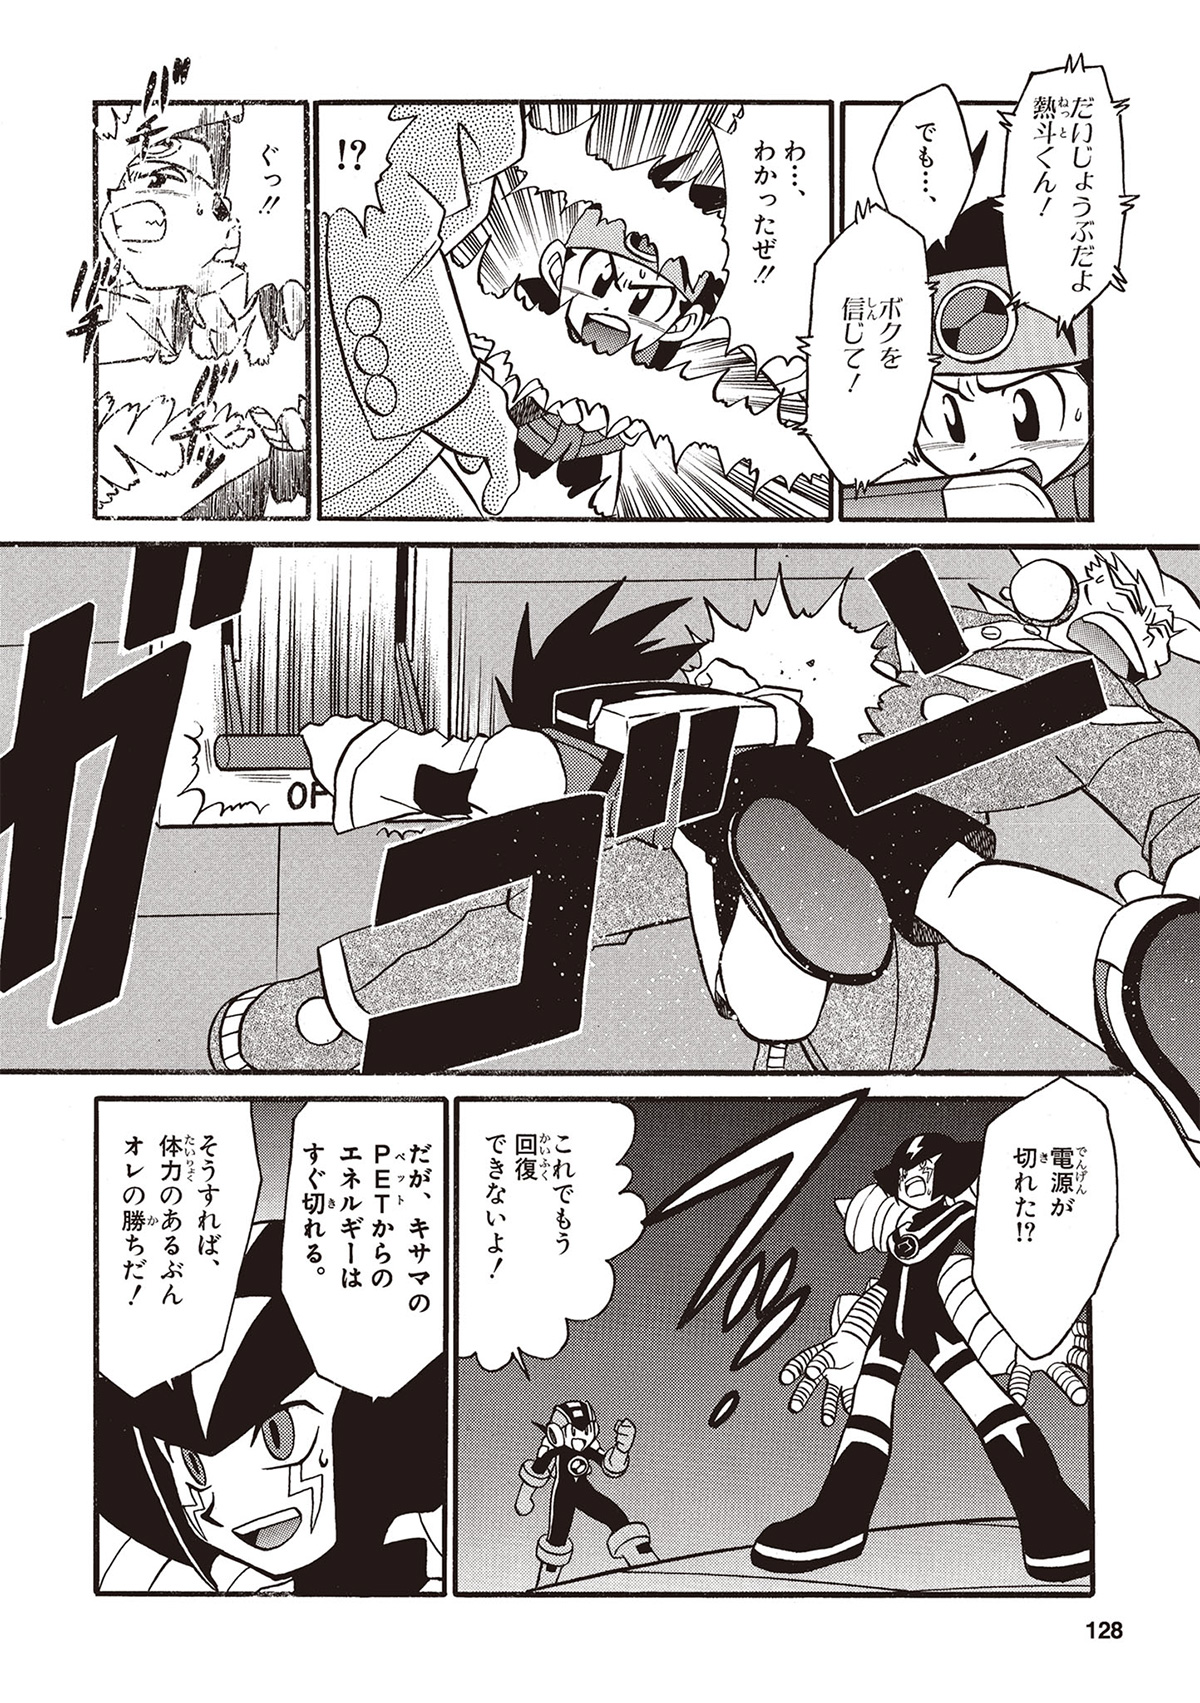 だいじょうぶだよ
熱斗くん！
でも…、
ボクを
信じて！
わ…、
わかったぜ!!
!?
ぐっ!!
OP
ガコッ
電源が
切れた!?
これでもう
回復
できないよ！
だが、キサマの
PETからの
エネルギーは
すぐ切れる。
そうすれば、
体力のあるぶん
オレの勝ちだ！
128